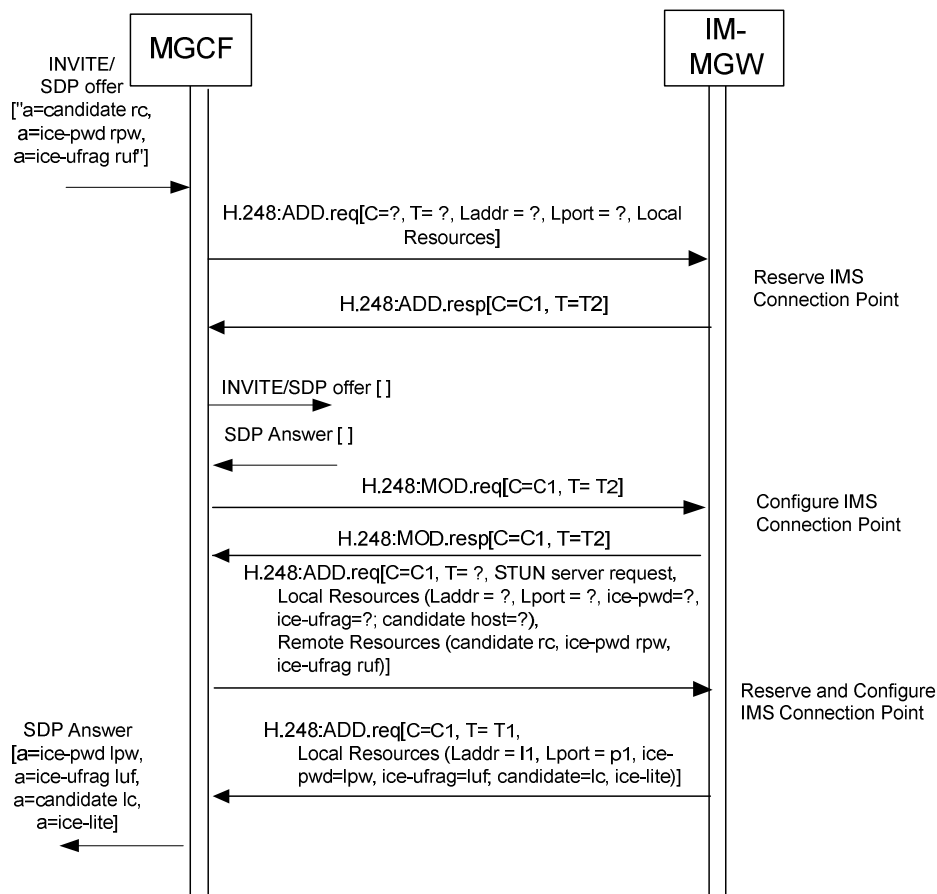 MGCF
IM-
MGW
INVITE/
SDP offer
["a=candidate rc,
a=ice-pwd rpw,
a=ice-ufrag ruf"]
H.248:ADD.req[C=?, T= ?, Laddr = ?, Lport = ?, Local
Resources]
Reserve IMS
Connection Point
H.248:ADD.resp[C=C1, T=T2]
INVITE/SDP offer [ ]
SDP Answer [ ]
H.248:MOD.req[C=C1, T= T2]
Configure IMS
Connection Point
H.248:MOD.resp[C=C1, T=T2]
H.248:ADD.req[C=C1, T= ?, STUN server request,
Local Resources (Laddr = ?, Lport = ?, ice-pwd=?,
ice-ufrag=?; candidate host=?),
Remote Resources (candidate rc, ice-pwd rpw,
ice-ufrag ruf)]
Reserve and Configure
IMS Connection Point
H.248:ADD.req[C=C1, T= T1,
Local Resources (Laddr = l1, Lport = p1, ice-
pwd=lpw, ice-ufrag=luf; candidate=lc, ice-lite)]
SDP Answer
[a=ice-pwd lpw,
a=ice-ufrag luf,
a=candidate lc,
a=ice-lite]